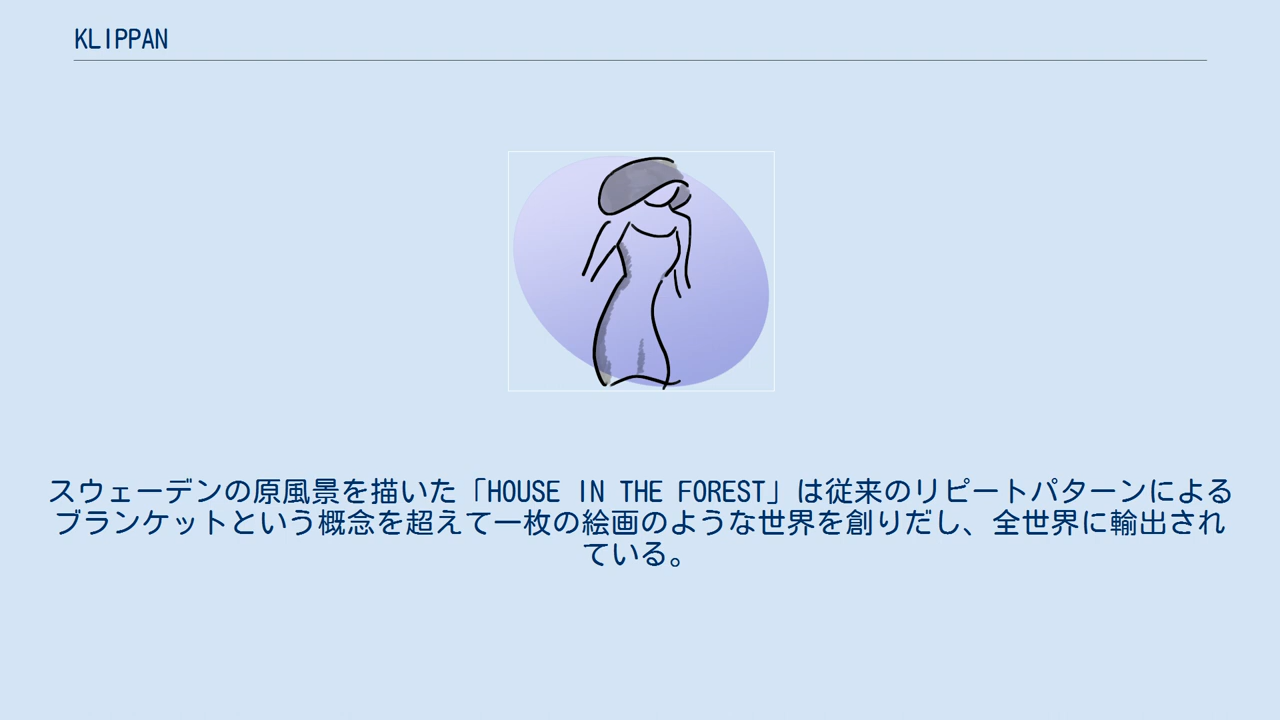 KLIPPAN
スウェーデンの原風景を描いた「HOUSE IN THE FOREST」は従来のリピートパターンによる
ブランケットという概念を超えて一枚の絵画のような世界を創りだし、全世界に輸出され
ている。